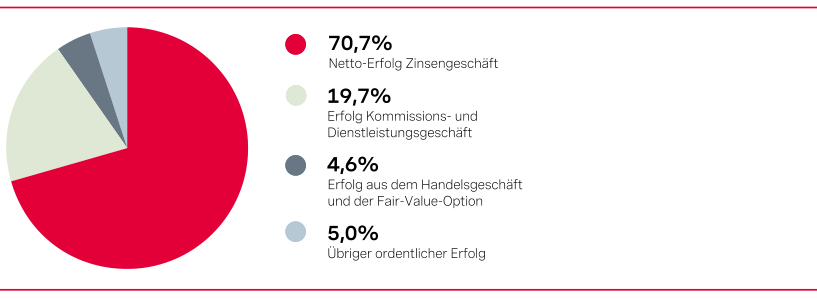 70,7%
Netto-Erfolg Zinsengeschäft
19,7%
Erfolg Kommissions- und
Dienstleistungsgeschäft
4,6%
Erfolg aus dem Handelsgeschäft
und der Fair-Value-Option
5,0%
Übriger ordentlicher Erfolg